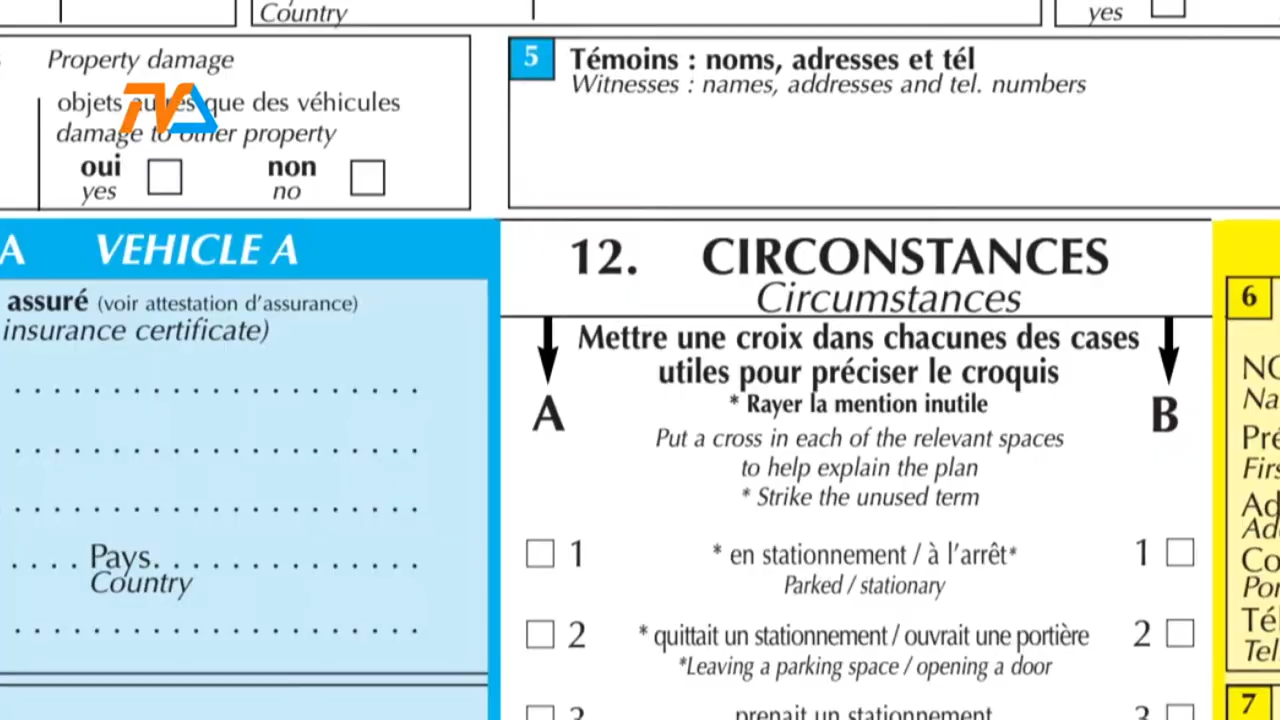 Country
yes
Property damage
objets que des véhicules
damage to other property
oui
yes
non
no
5
Témoins : noms, adresses et tél
Witnesses : names, addresses and tel. numbers
A VEHICLE A
assuré (voir attestation d’assurance)
insurance certificate)
Pays
Country
12. CIRCONSTANCES
Circumstances
Mettre une croix dans chacunes des cases
utiles pour préciser le croquis
* Rayer la mention inutile
A
B
Put a cross in each of the relevant spaces
to help explain the plan
* Strike the unused term
1 * en stationnement / à l’arrêt* 1
Parked / stationary
2 * quittait un stationnement / ouvrait une portière 2
*Leaving a parking space / opening a door
3 prenait un stationnement 3
6
7